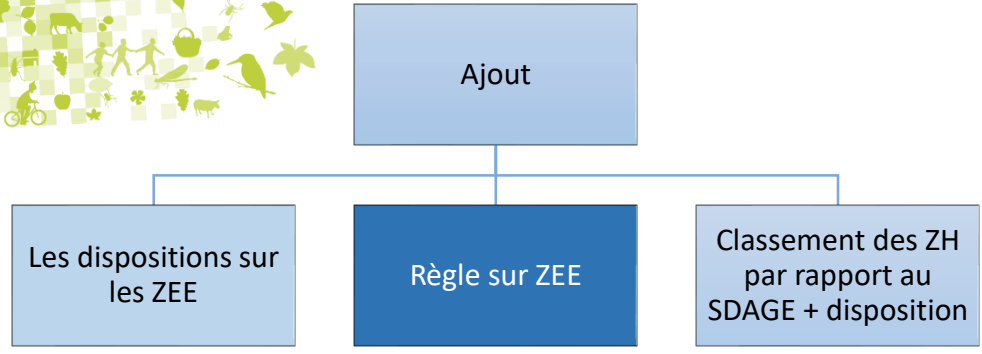 Ajout
Les dispositions sur
les ZEE
Règle sur ZEE
Classement des ZH
par rapport au
SDAGE + disposition